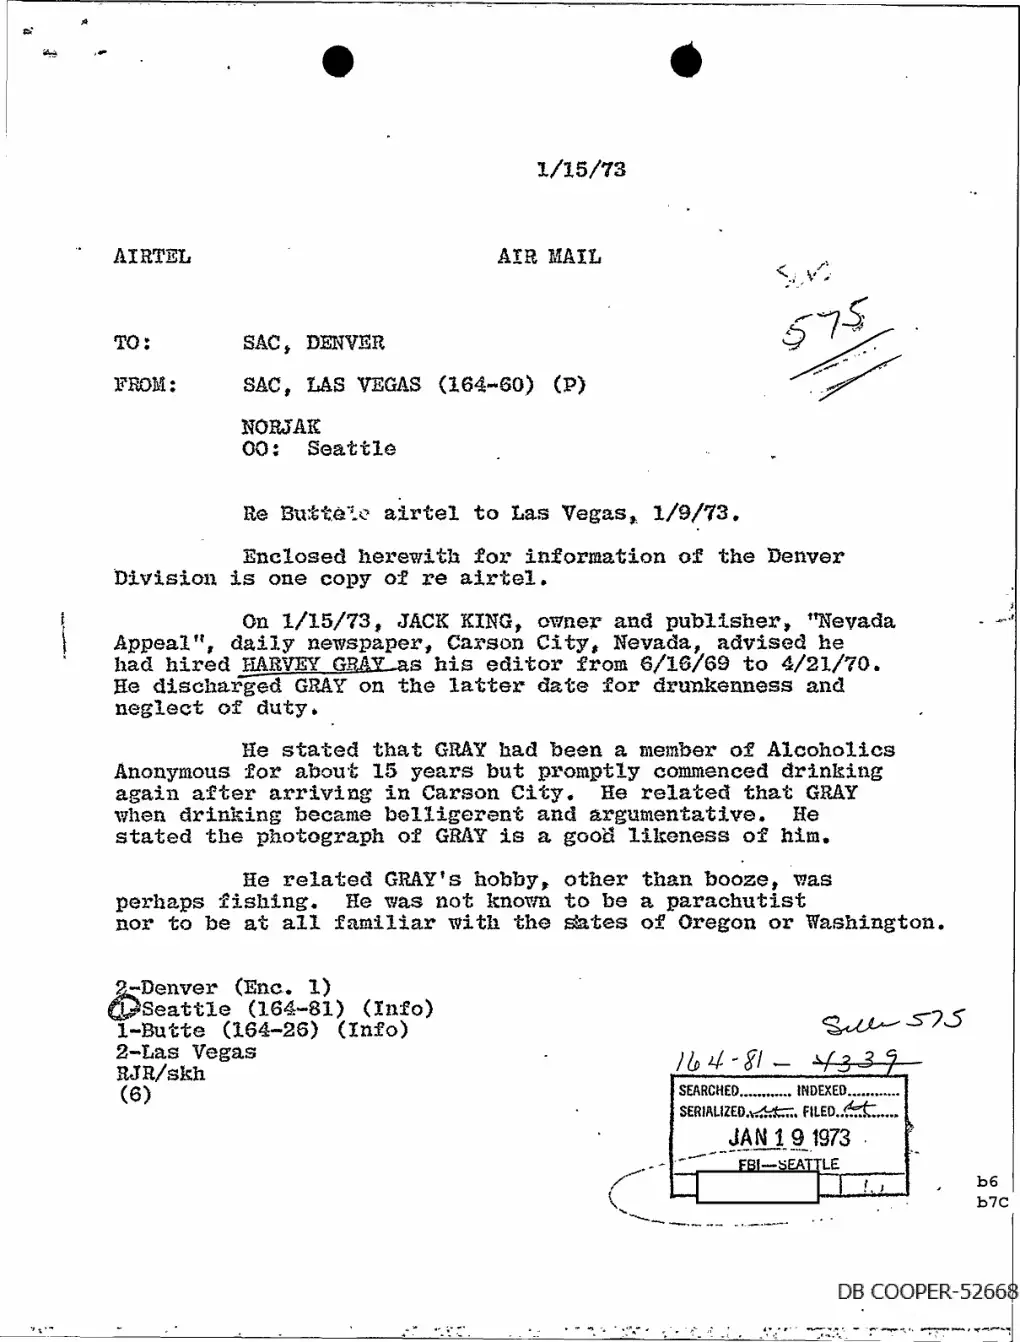 1/15/73
AIRTEL AIR MAIL
575
TO: SAC, DENVER
FROM: SAC, LAS VEGAS (164-60) (P)
NORJAK
OO: Seattle
Re Butte airtel to Las Vegas, 1/9/73.
Enclosed herewith for information of the Denver
Division is one copy of re airtel.
On 1/15/73, JACK KING, owner and publisher, "Nevada
Appeal", daily newspaper, Carson City, Nevada, advised he
had hired HARVEY GRAY as his editor from 6/16/69 to 4/21/70.
He discharged GRAY on the latter date for drunkenness and
neglect of duty.
He stated that GRAY had been a member of Alcoholics
Anonymous for about 15 years but promptly commenced drinking
again after arriving in Carson City. He related that GRAY
when drinking became belligerent and argumentative. He
stated the photograph of GRAY is a good likeness of him.
He related GRAY's hobby, other than booze, was
perhaps fishing. He was not known to be a parachutist
nor to be at all familiar with the states of Oregon or Washington.
2-Denver (Enc. 1)
1-Seattle (164-81) (Info)
1-Butte (164-26) (Info)
2-Las Vegas
RJR/skh
(6)
575
164-81-4339
SEARCHED............ INDEXED............
SERIALIZED FILED
JAN 19 1973
FBI—SEATTLE
b6
b7C
DB COOPER-52668